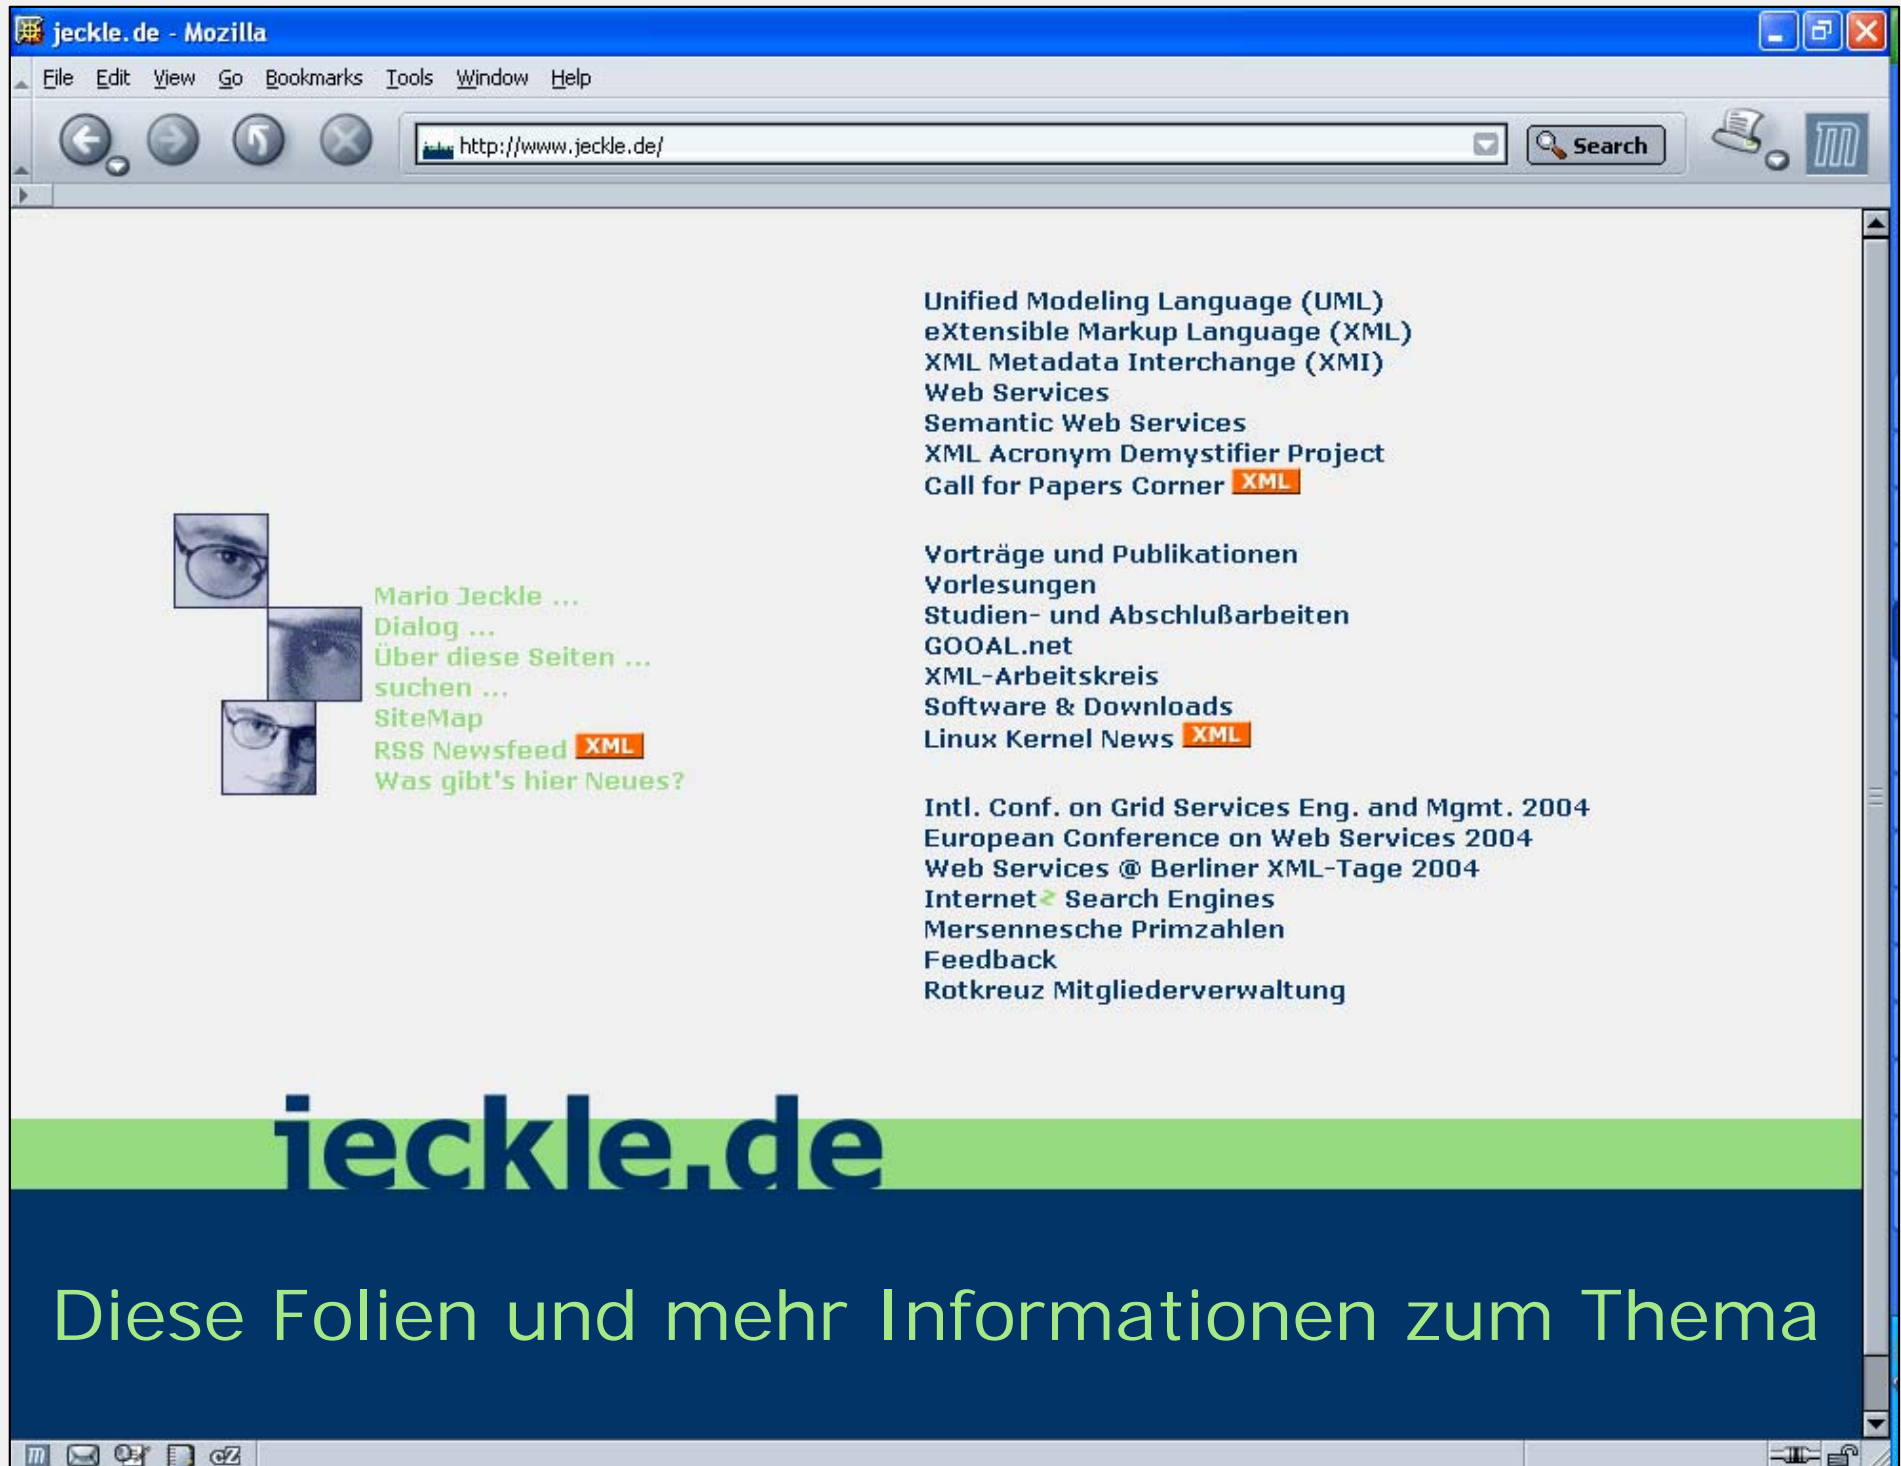 jeckle.de - Mozilla
File Edit View Go Bookmarks Tools Window Help
http://www.jeckle.de/ Search
Unified Modeling Language (UML)
eXtensible Markup Language (XML)
XML Metadata Interchange (XMI)
Web Services
Semantic Web Services
XML Acronym Demystifier Project
Call for Papers Corner XML
Vorträge und Publikationen
Vorlesungen
Studien- und Abschlußarbeiten
GOOAL.net
XML-Arbeitskreis
Software & Downloads
Linux Kernel News XML
Intl. Conf. on Grid Services Eng. and Mgmt. 2004
European Conference on Web Services 2004
Web Services @ Berliner XML-Tage 2004
Internet2 Search Engines
Mersennesche Primzahlen
Feedback
Rotkreuz Mitgliederverwaltung
Mario Jeckle ...
Dialog ...
Über diese Seiten ...
suchen ...
SiteMap
RSS Newsfeed XML
Was gibt's hier Neues?
jeckle.de
Diese Folien und mehr Informationen zum Thema